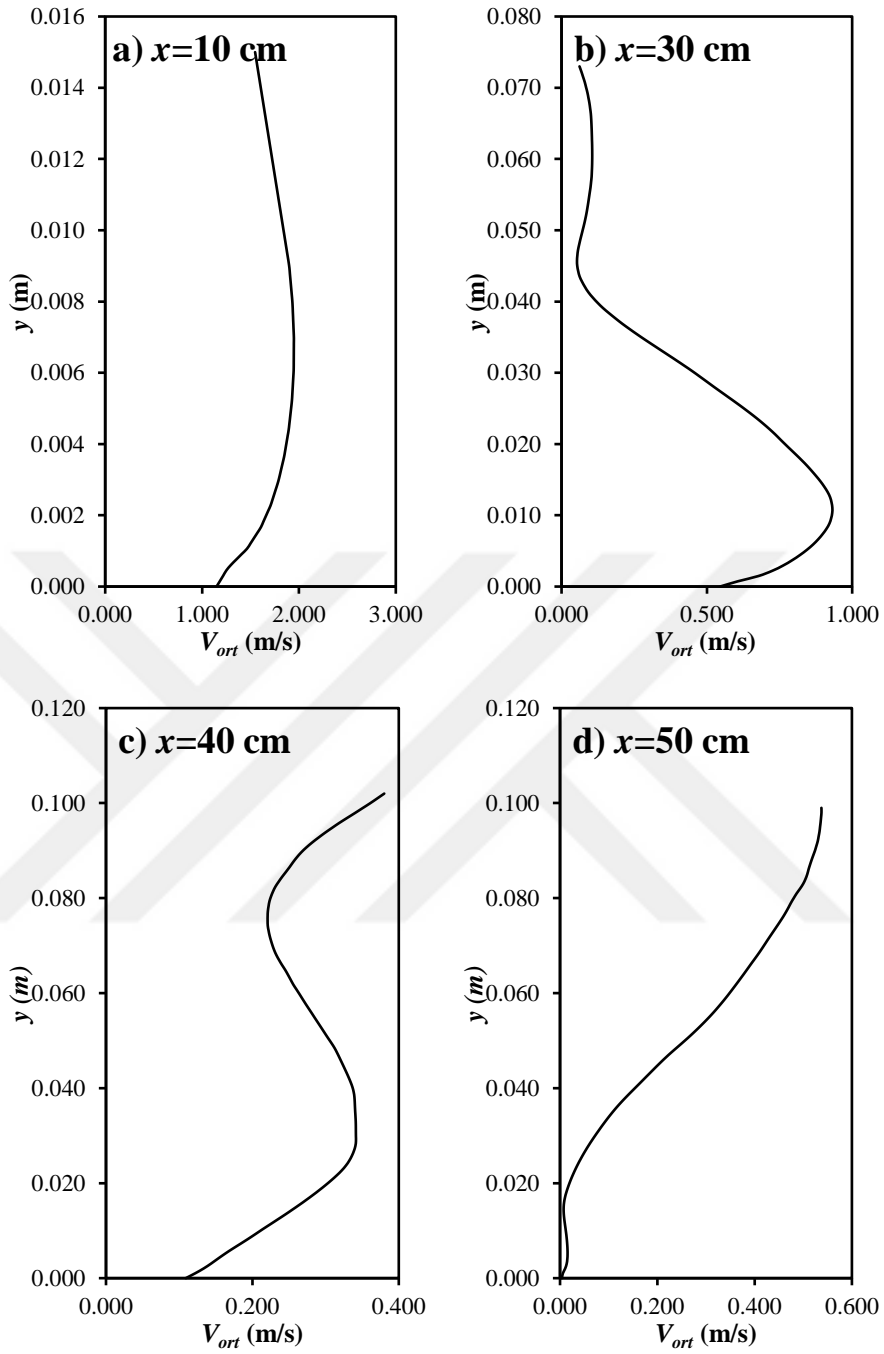 a) x=10 cm
0.016
0.014
0.012
0.010
0.008
0.006
0.004
0.002
0.000
y (m)
0.000 1.000 2.000 3.000
V_ort (m/s)
b) x=30 cm
0.080
0.070
0.060
0.050
0.040
0.030
0.020
0.010
0.000
y (m)
0.000 0.500 1.000
V_ort (m/s)
c) x=40 cm
0.120
0.100
0.080
0.060
0.040
0.020
0.000
y (m)
0.000 0.200 0.400
V_ort (m/s)
d) x=50 cm
0.120
0.100
0.080
0.060
0.040
0.020
0.000
y (m)
0.000 0.200 0.400 0.600
V_ort (m/s)